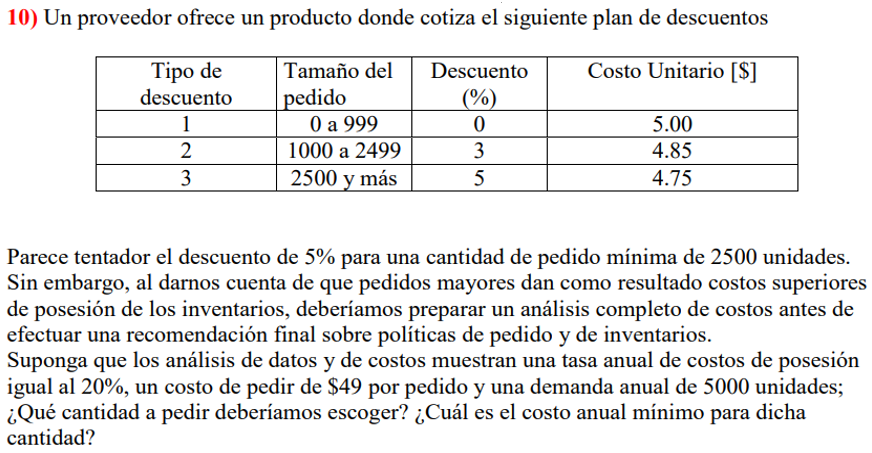 10) Un proveedor ofrece un producto donde cotiza el siguiente plan de descuentos
Tipo de descuento Tamaño del pedido Descuento (%) Costo Unitario [$]
1 0 a 999 0 5.00
2 1000 a 2499 3 4.85
3 2500 y más 5 4.75
Parece tentador el descuento de 5% para una cantidad de pedido mínima de 2500 unidades.
Sin embargo, al darnos cuenta de que pedidos mayores dan como resultado costos superiores
de posesión de los inventarios, deberíamos preparar un análisis completo de costos antes de
efectuar una recomendación final sobre políticas de pedido y de inventarios.
Suponga que los análisis de datos y de costos muestran una tasa anual de costos de posesión
igual al 20%, un costo de pedir de $49 por pedido y una demanda anual de 5000 unidades;
¿Qué cantidad a pedir deberíamos escoger? ¿Cuál es el costo anual mínimo para dicha
cantidad?